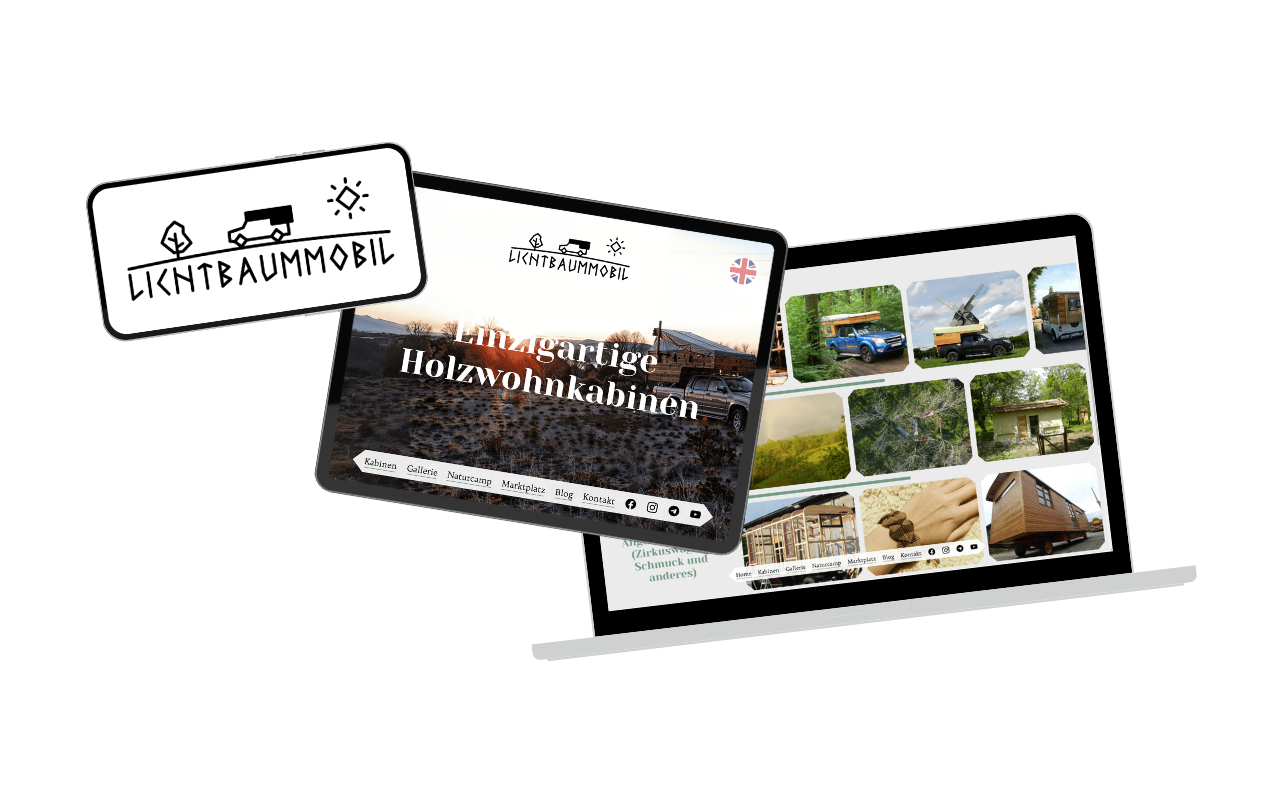 LICHTBAUMMOBIL
LICHTBAUMMOBIL
Einzigartige
Holzwohnkabinen
Kabinen Gallerie Naturcamp Marktplatz Blog Kontakt
(Zirkuswagen
Schmuck und
anderes)
Home Kabinen Gallerie Naturcamp Marktplatz Blog Kontakt